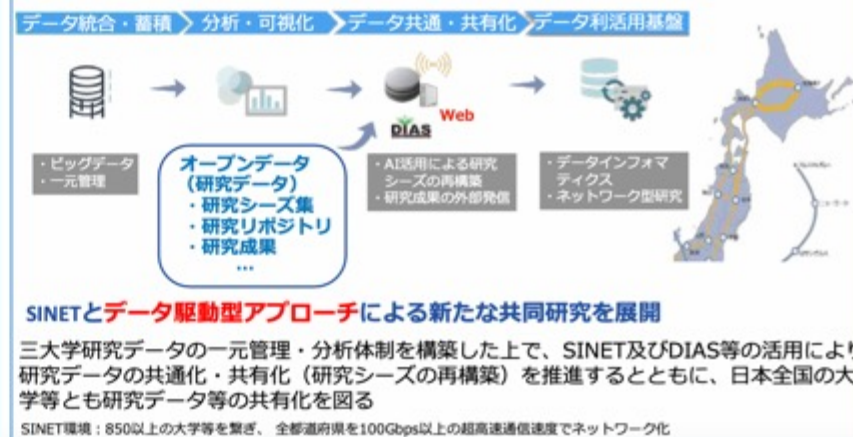 データ統合・蓄積
分析・可視化
データ共通・共有化
データ利活用基盤
Web
DIAS
・ビッグデータ
・一元管理
オープンデータ
(研究データ)
・研究シーズ集
・研究リポジトリ
・研究成果
…
・AI活用による研究
シーズの再構築
・研究成果の外部発信
・データインフォマ
ティクス
・ネットワーク型研究
SINETとデータ駆動型アプローチによる新たな共同研究を展開
三大学研究データの一元管理・分析体制を構築した上で、SINET及びDIAS等の活用により
研究データの共通化・共有化(研究シーズの再構築)を推進するとともに、日本全国の大
学等とも研究データ等の共有化を図る
SINET環境:850以上の大学等を繋ぎ、 全都道府県を100Gbps以上の超高速通信速度でネットワーク化